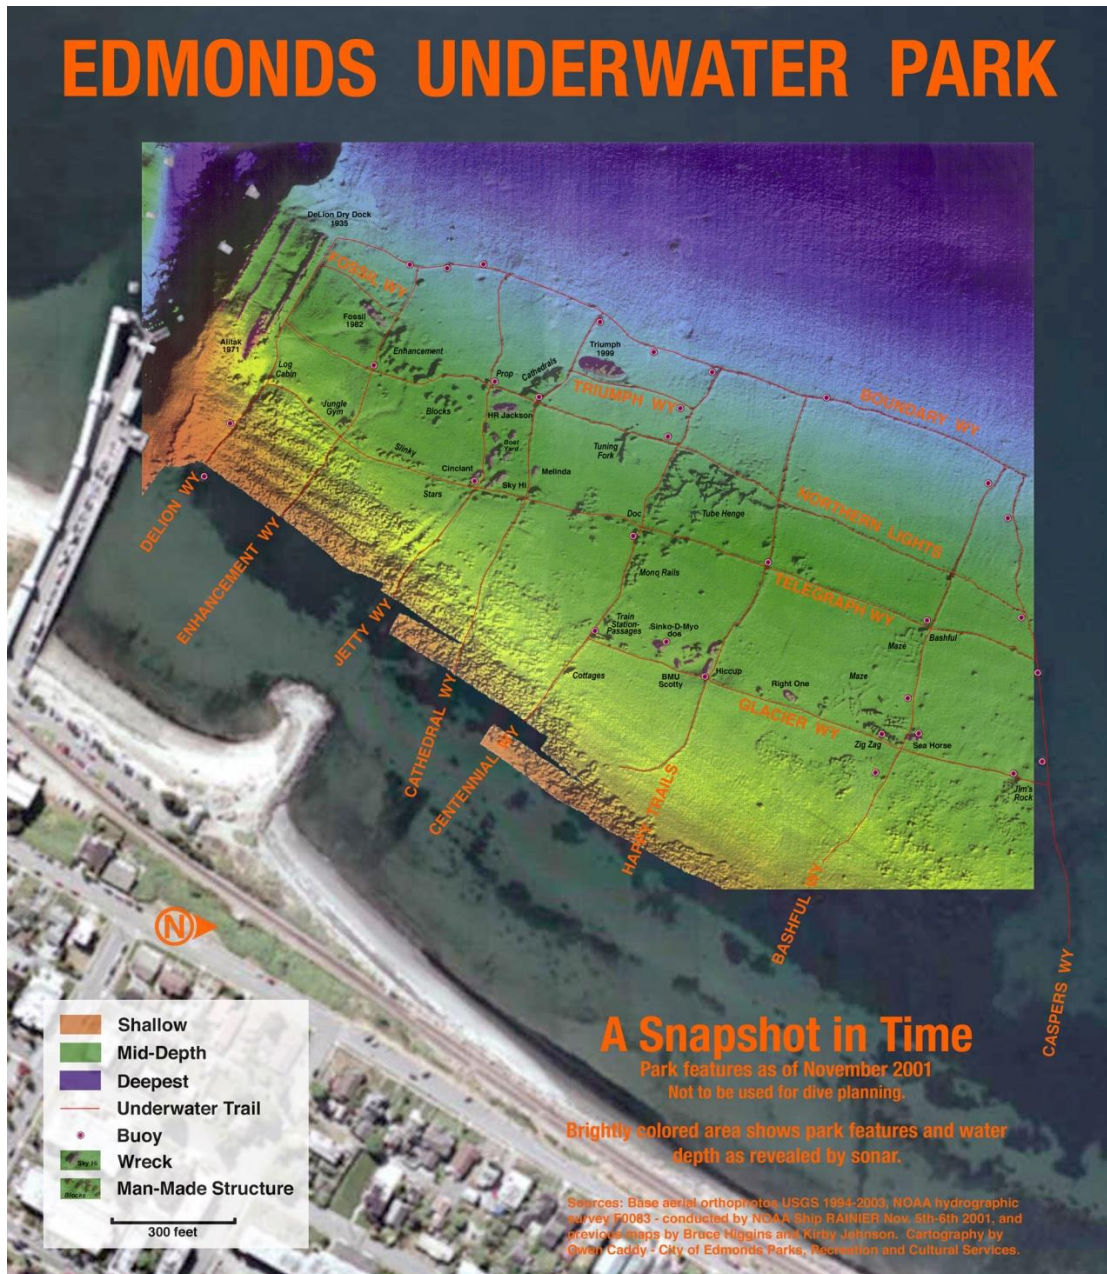 EDMONDS UNDERWATER PARK
DeLion Dry Dock
1935
FOSSIL WY
Fossil
1982
Alitak
1971
Enhancement
Log
Cabin
Triumph
1999
Prop
Cathedrals
TRIUMPH WY
BOUNDARY WY
Jungle
Gym
Blocks
HR Jackson
Boat
Yard
Tuning
Fork
Slinky
Cinclant
Melinda
Sky Hi
Stars
DELION WY
Doc
Tube Henge
NORTHERN LIGHTS
ENHANCEMENT WY
Mono Rails
TELEGRAPH WY
JETTY WY
Train
Station-
Passages
Sinko-D-Myo
dos
Bashful
Maze
Cottages
BMU
Scotty
Hiccup
Right One
Maze
CATHEDRAL WY
GLACIER WY
Zig Zag
Sea Horse
CENTENNIAL WY
Jim's
Rock
HAPPY TRAILS
BASHFUL WY
CASPERS WY
N
Shallow
Mid-Depth
Deepest
Underwater Trail
Buoy
Sky Hi
Wreck
Blocks
Man-Made Structure
300 feet
A Snapshot in Time
Park features as of November 2001
Not to be used for dive planning.
Brightly colored area shows park features and water
depth as revealed by sonar.
Sources: Base aerial orthophotos USGS 1994-2003, NOAA hydrographic
survey F0083 - conducted by NOAA Ship RAINIER Nov. 5th-6th 2001, and
previous maps by Bruce Higgins and Kirby Johnson. Cartography by
Owen Caddy - City of Edmonds Parks, Recreation and Cultural Services.